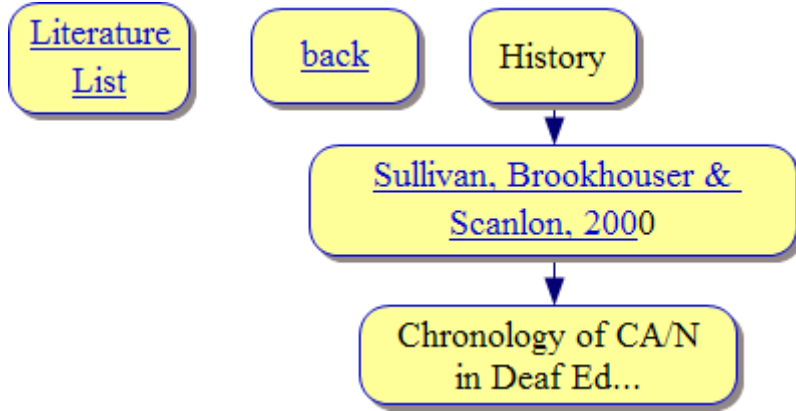 Literature
List
back
History
Sullivan, Brookhouser &
Scanlon, 2000
Chronology of CA/N
in Deaf Ed...